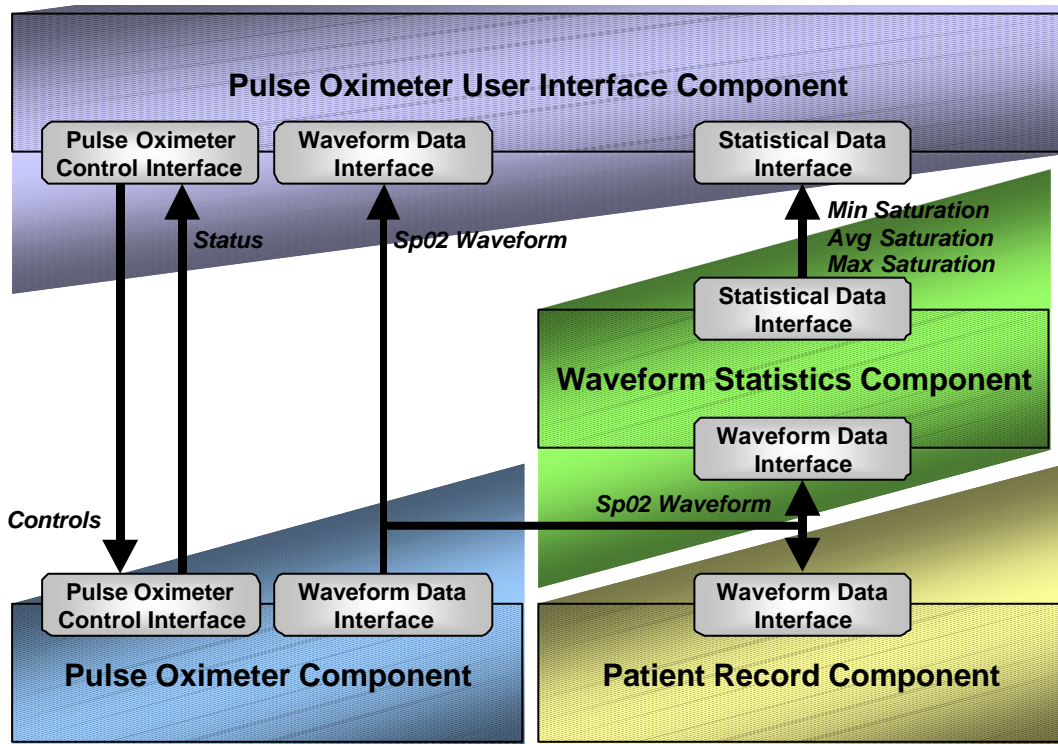 Pulse Oximeter User Interface Component
Pulse Oximeter
Control Interface
Waveform Data
Interface
Statistical Data
Interface
Status
Sp02 Waveform
Min Saturation
Avg Saturation
Max Saturation
Statistical Data
Interface
Waveform Statistics Component
Waveform Data
Interface
Controls
Sp02 Waveform
Pulse Oximeter
Control Interface
Waveform Data
Interface
Waveform Data
Interface
Pulse Oximeter Component
Patient Record Component